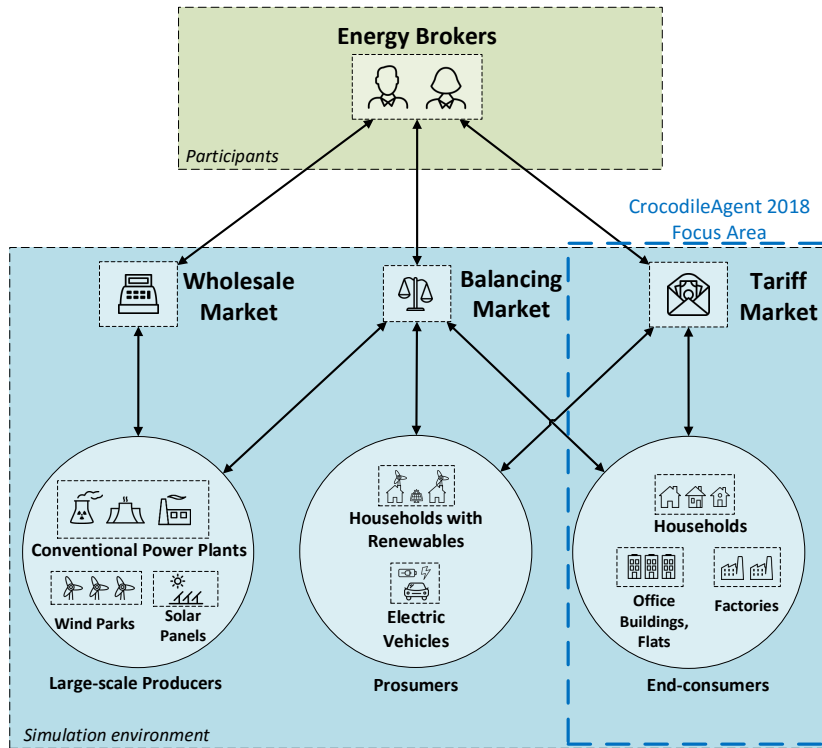 Energy Brokers
Participants
CrocodileAgent 2018
Focus Area
Wholesale
Market
Balancing
Market
Tariff
Market
Conventional Power Plants
Wind Parks
Solar
Panels
Large-scale Producers
Households with
Renewables
Electric
Vehicles
Prosumers
Households
Office
Buildings,
Flats
Factories
End-consumers
Simulation environment